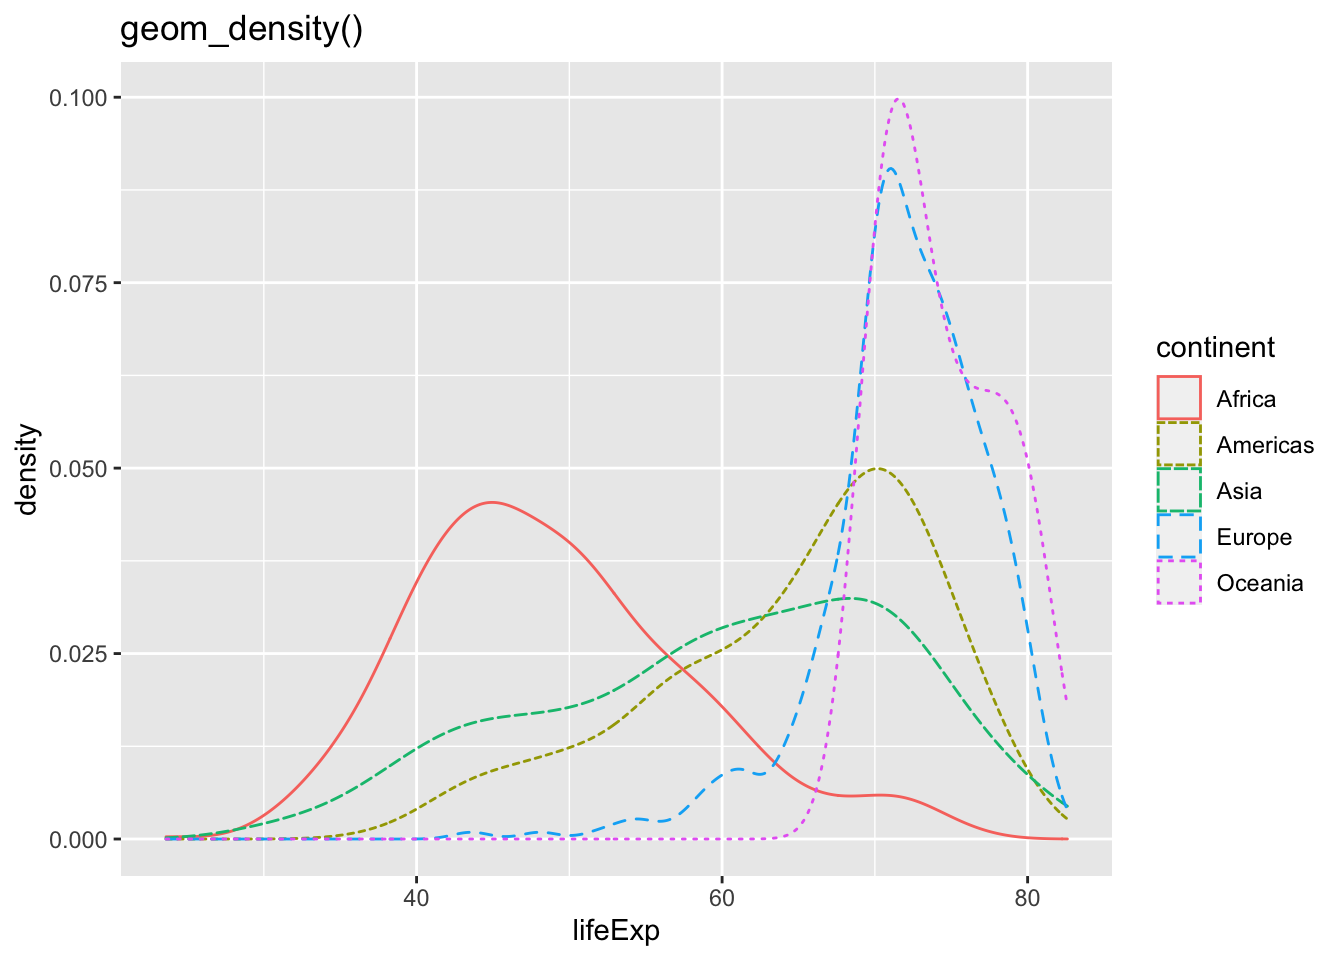 geom_density()
0.100
0.075
0.050
0.025
0.000
density
40
60
80
lifeExp
continent
Africa
Americas
Asia
Europe
Oceania